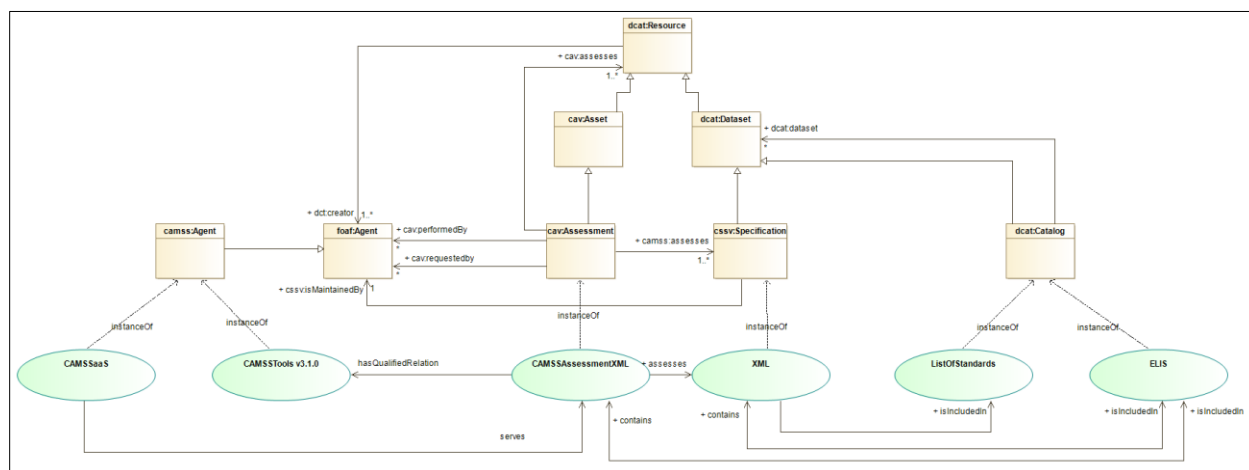 dcat:Resource
+ cav:assesses
1..*
cav:Asset
dcat:Dataset
+ dcat:dataset
*
+ dct:creator
1..*
camss:Agent
foaf:Agent
+ cav:performedBy
*
cav:Assessment
+ camss:assesses
1..*
cssv:Specification
dcat:Catalog
+ cav:requestedby
*
+ cssv:isMaintainedBy
1
instanceOf
instanceOf
instanceOf
instanceOf
instanceOf
instanceOf
CAMSSaaS
CAMSSTools v3.1.0
hasQualifiedRelation
CAMSSAssessmentXML
+ assesses
XML
ListOfStandards
ELIS
+ contains
+ contains
+ isIncludedIn
+ isIncludedIn
+ isIncludedIn
serves